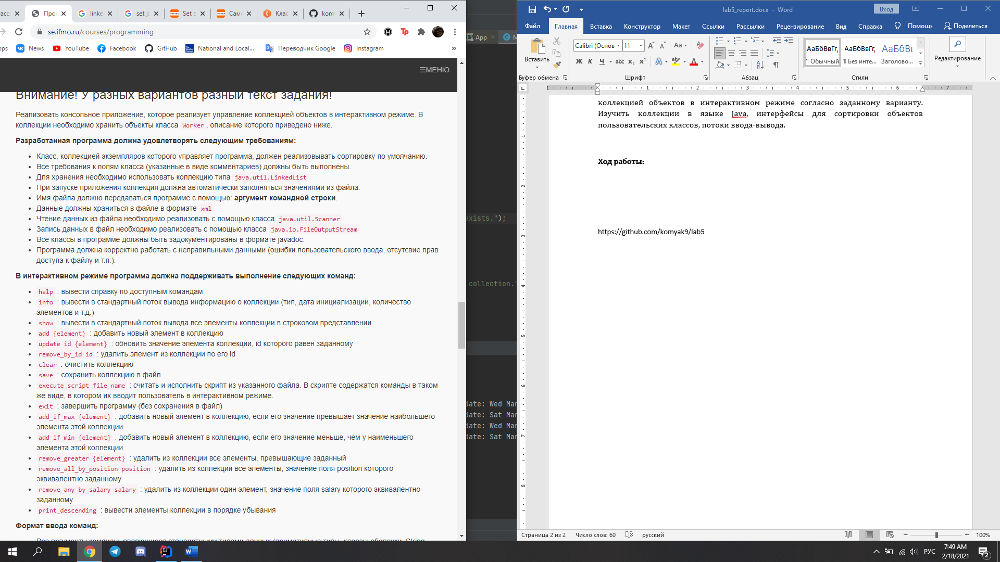 Про
linke
set ja
Set в
Само
Клас
kom
se.ifmo.ru/courses/programming
News
YouTube
Facebook
GitHub
National and Local...
Переводчик Google
Instagram
»
☰МЕНЮ
Внимание! У разных вариантов разный текст задания!
Реализовать консольное приложение, которое реализует управление коллекцией объектов в интерактивном режиме. В
коллекции необходимо хранить объекты класса Worker, описание которого приведено ниже.
Разработанная программа должна удовлетворять следующим требованиям:
• Класс, коллекцией экземпляров которого управляет программа, должен реализовывать сортировку по умолчанию.
• Все требования к полям класса (указанные в виде комментариев) должны быть выполнены.
• Для хранения необходимо использовать коллекцию типа java.util.LinkedList
• При запуске приложения коллекция должна автоматически заполняться значениями из файла.
• Имя файла должно передаваться программе с помощью: аргумент командной строки.
• Данные должны храниться в файле в формате xml
• Чтение данных из файла необходимо реализовать с помощью класса java.util.Scanner
• Запись данных в файл необходимо реализовать с помощью класса java.io.FileOutputStream
• Все классы в программе должны быть задокументированы в формате javadoc.
• Программа должна корректно работать с неправильными данными (ошибки пользовательского ввода, отсутсвие прав
доступа к файлу и т.п.).
В интерактивном режиме программа должна поддерживать выполнение следующих команд:
• help : вывести справку по доступным командам
• info : вывести в стандартный поток вывода информацию о коллекции (тип, дата инициализации, количество
элементов и т.д.)
• show : вывести в стандартный поток вывода все элементы коллекции в строковом представлении
• add {element} : добавить новый элемент в коллекцию
• update id {element} : обновить значение элемента коллекции, id которого равен заданному
• remove_by_id id : удалить элемент из коллекции по его id
• clear : очистить коллекцию
• save : сохранить коллекцию в файл
• execute_script file_name : считать и исполнить скрипт из указанного файла. В скрипте содержатся команды в таком
же виде, в котором их вводит пользователь в интерактивном режиме.
• exit : завершить программу (без сохранения в файл)
• add_if_max {element} : добавить новый элемент в коллекцию, если его значение превышает значение наибольшего
элемента этой коллекции
• add_if_min {element} : добавить новый элемент в коллекцию, если его значение меньше, чем у наименьшего
элемента этой коллекции
• remove_greater {element} : удалить из коллекции все элементы, превышающие заданный
• remove_all_by_position position : удалить из коллекции все элементы, значение поля position которого
эквивалентно заданному
• remove_any_by_salary salary : удалить из коллекции один элемент, значение поля salary которого эквивалентно
заданному
• print_descending : вывести элементы коллекции в порядке убывания
Формат ввода команд:
App
exists.");
collection."
date: Wed Mar
date: Sat Mar
date: Wed Mar
date: Sat Mar
lab5_report.docx - Word
Вход
Файл Главная Вставка Конструктор Макет Ссылки Рассылки Рецензирование Вид Справка Помощь Поделиться
Вставить
Calibri (Основ 11
Aa
Ж К Ч abc x₂ x²
АаБбВвГг, АаБбВвГг, АаБбВв
¶ Обычный ¶ Без инте... Заголово...
Редактирование
Буфер обмена Шрифт Абзац Стили
1 1 2 3 4 5 6 7
коллекцией объектов в интерактивном режиме согласно заданному варианту.
Изучить коллекции в языке Java, интерфейсы для сортировки объектов
пользовательских классов, потоки ввода-вывода.
Ход работы:
https://github.com/komyak9/lab5
Страница 2 из 2 Число слов: 60 русский 100%
РУС
7:49 AM
2/18/2021
2